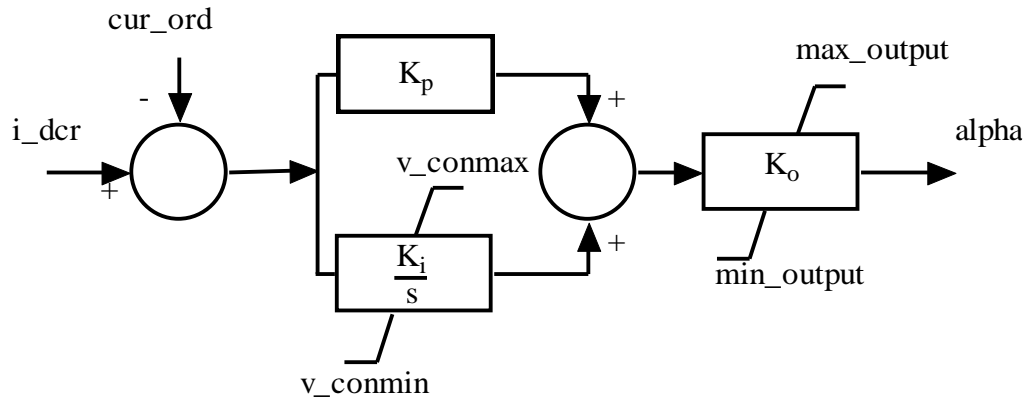 cur_ord
-
i_dcr
+
Kp
v_conmax
Ki
s
v_conmin
+
+
max_output
Ko
min_output
alpha